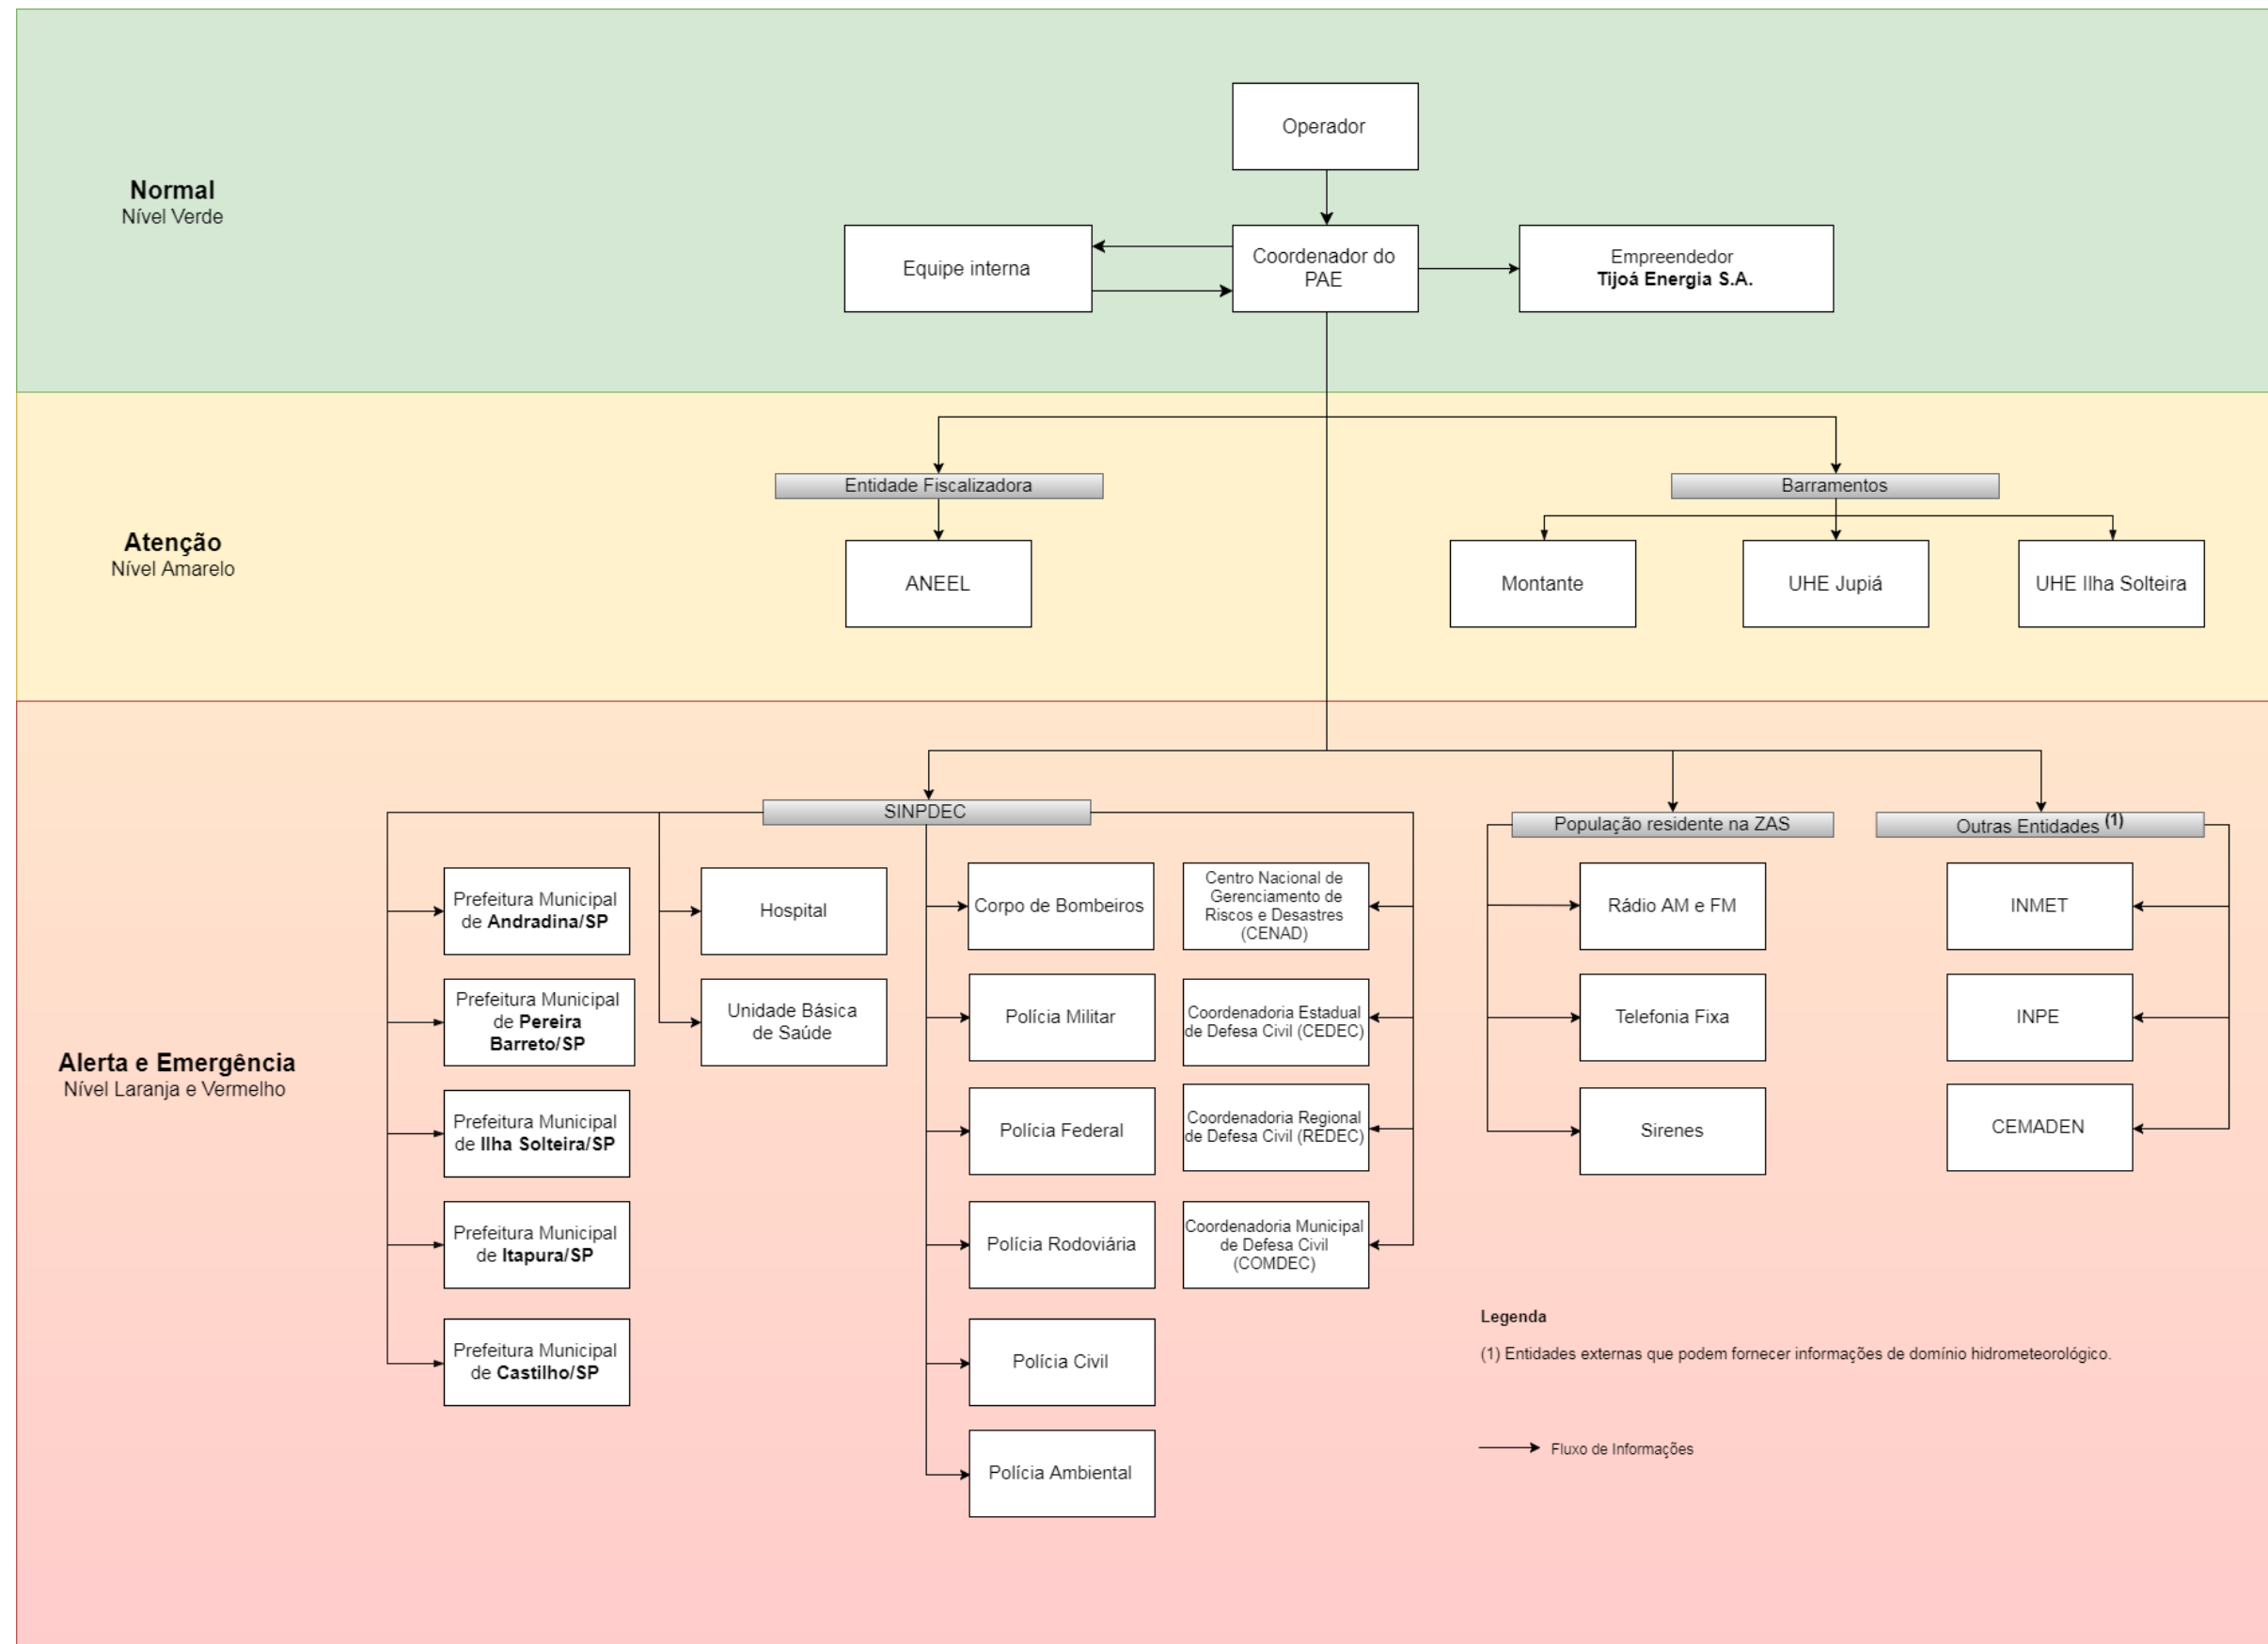 Normal
Nível Verde
Operador
Equipe interna
Coordenador do
PAE
Empreendedor
Tijoá Energia S.A.
Atenção
Nível Amarelo
Entidade Fiscalizadora
ANEEL
Barramentos
Montante
UHE Jupiá
UHE Ilha Solteira
Alerta e Emergência
Nível Laranja e Vermelho
SINPDEC
Prefeitura Municipal
de Andradina/SP
Prefeitura Municipal
de Pereira
Barreto/SP
Prefeitura Municipal
de Ilha Solteira/SP
Prefeitura Municipal
de Itapura/SP
Prefeitura Municipal
de Castilho/SP
Hospital
Unidade Básica
de Saúde
Corpo de Bombeiros
Polícia Militar
Polícia Federal
Polícia Rodoviária
Polícia Civil
Polícia Ambiental
Centro Nacional de
Gerenciamento de
Riscos e Desastres
(CENAD)
Coordenadoria Estadual
de Defesa Civil (CEDEC)
Coordenadoria Regional
de Defesa Civil (REDEC)
Coordenadoria Municipal
de Defesa Civil
(COMDEC)
População residente na ZAS
Rádio AM e FM
Telefonia Fixa
Sirenes
Outras Entidades (1)
INMET
INPE
CEMADEN
Legenda
(1) Entidades externas que podem fornecer informações de domínio hidrometeorológico.
Fluxo de Informações